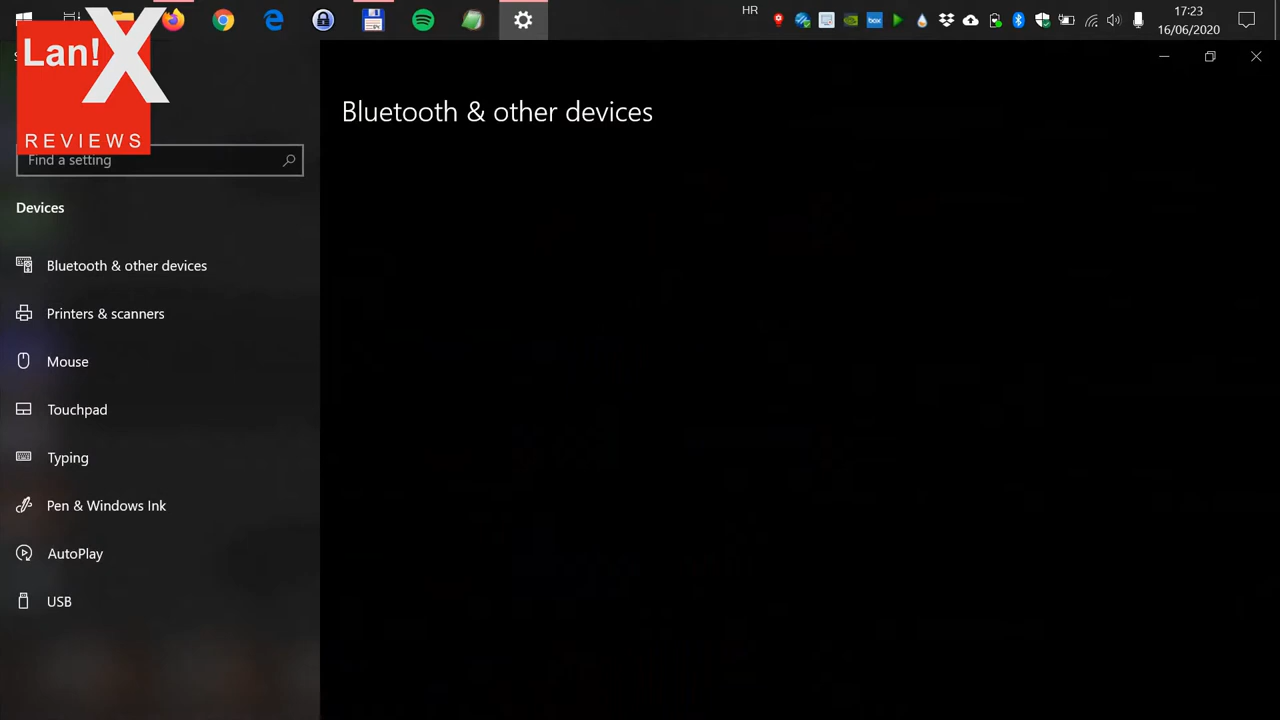 HR
17:23
16/06/2020
Lan!X
REVIEWS
Find a setting
Bluetooth & other devices
Devices
Bluetooth & other devices
Printers & scanners
Mouse
Touchpad
Typing
Pen & Windows Ink
AutoPlay
USB
box